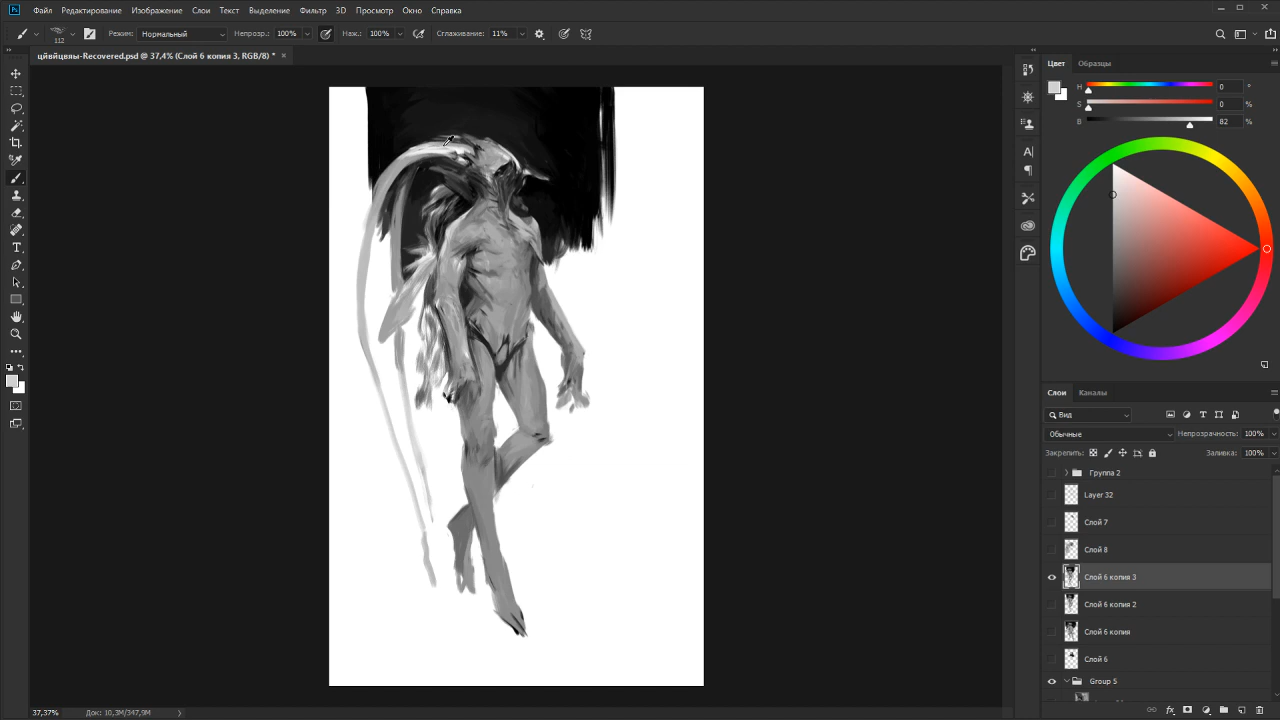 Ps Файл Редактирование Изображение Слои Текст Выделение Фильтр 3D Просмотр Окно Справка
112 Режим: Нормальный Непрозр.: 100% Наж.: 100% Сглаживание: 11%
цйвйцвяы-Recovered.psd @ 37,4% (Слой 6 копия 3, RGB/8) * ×
Цвет Образцы
H 0 °
S 0 %
B 82 %
Слои Каналы
Вид
Обычные Непрозрачность: 100%
Закрепить: Заливка: 100%
Группа 2
Layer 32
Слой 7
Слой 8
Слой 6 копия 3
Слой 6 копия 2
Слой 6 копия
Слой 6
Group 5
37,37% Док: 10,3M/347,9M